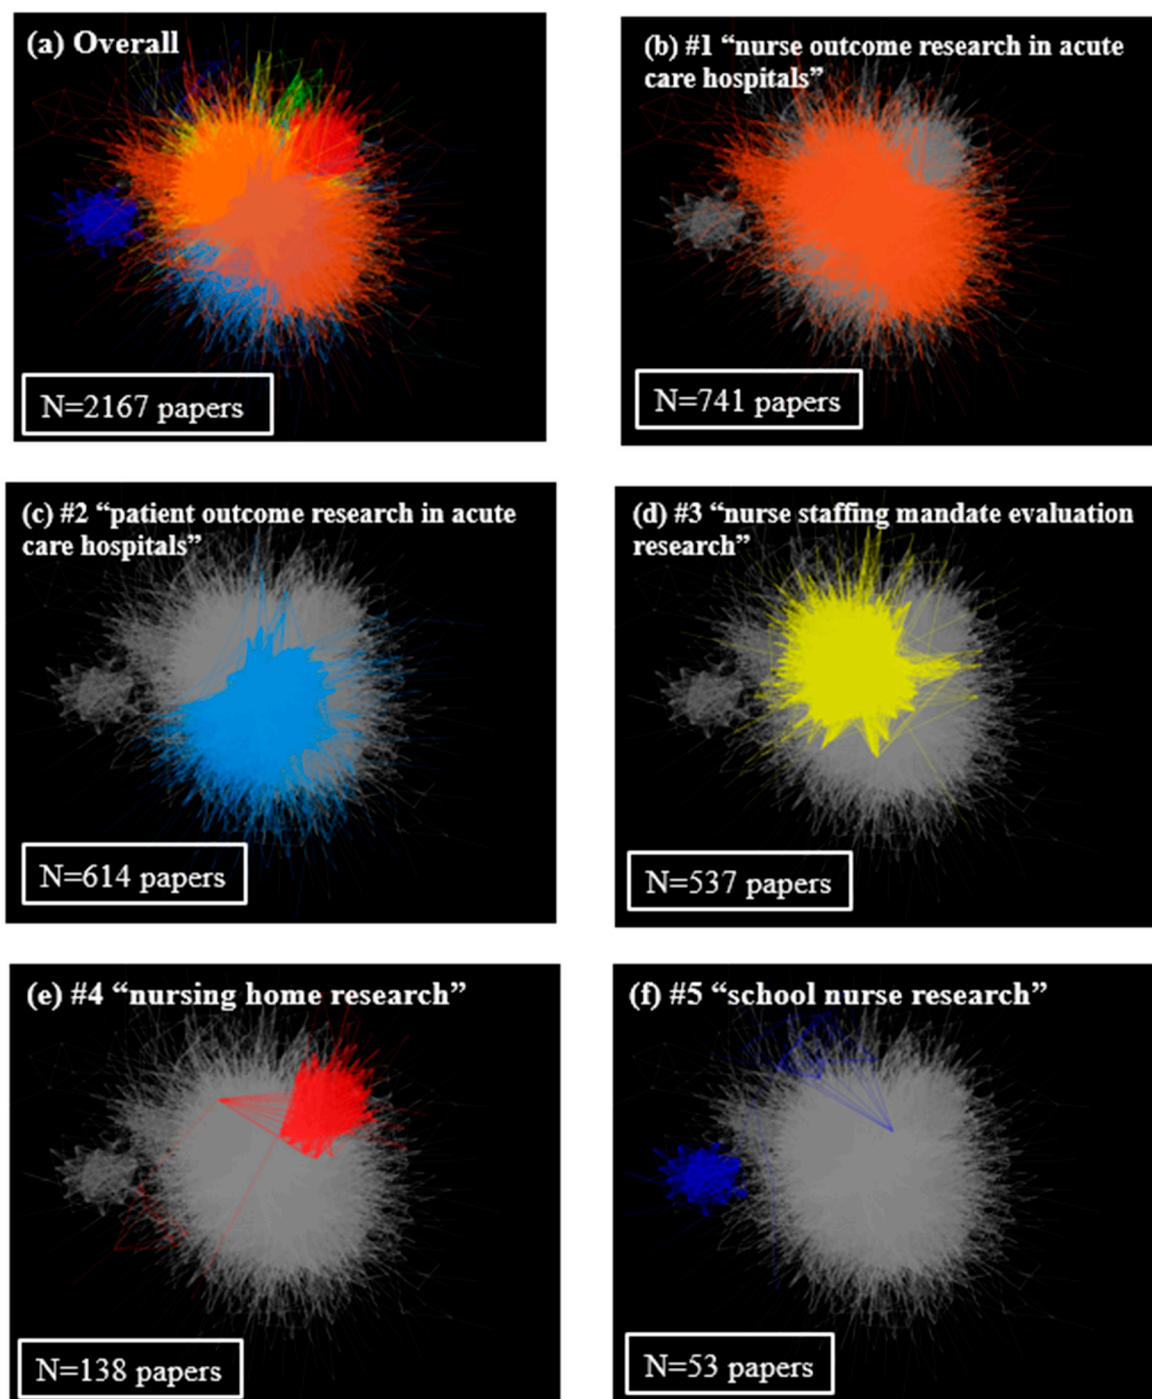 (a) Overall
N=2167 papers
(b) #1 “nurse outcome research in acute
care hospitals”
N=741 papers
(c) #2 “patient outcome research in acute
care hospitals”
N=614 papers
(d) #3 “nurse staffing mandate evaluation
research”
N=537 papers
(e) #4 “nursing home research”
N=138 papers
(f) #5 “school nurse research”
N=53 papers